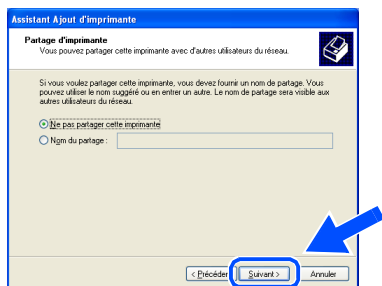 Assistant Ajout d'imprimante
Partage d'imprimante
Vous pouvez partager cette imprimante avec d'autres utilisateurs du réseau.
Si vous voulez partager cette imprimante, vous devez fournir un nom de partage. Vous
pouvez utiliser le nom suggéré ou en entrer un autre. Le nom de partage sera visible aux
autres utilisateurs du réseau.
Ne pas partager cette imprimante
Nom du partage :
< Précédent Suivant > Annuler